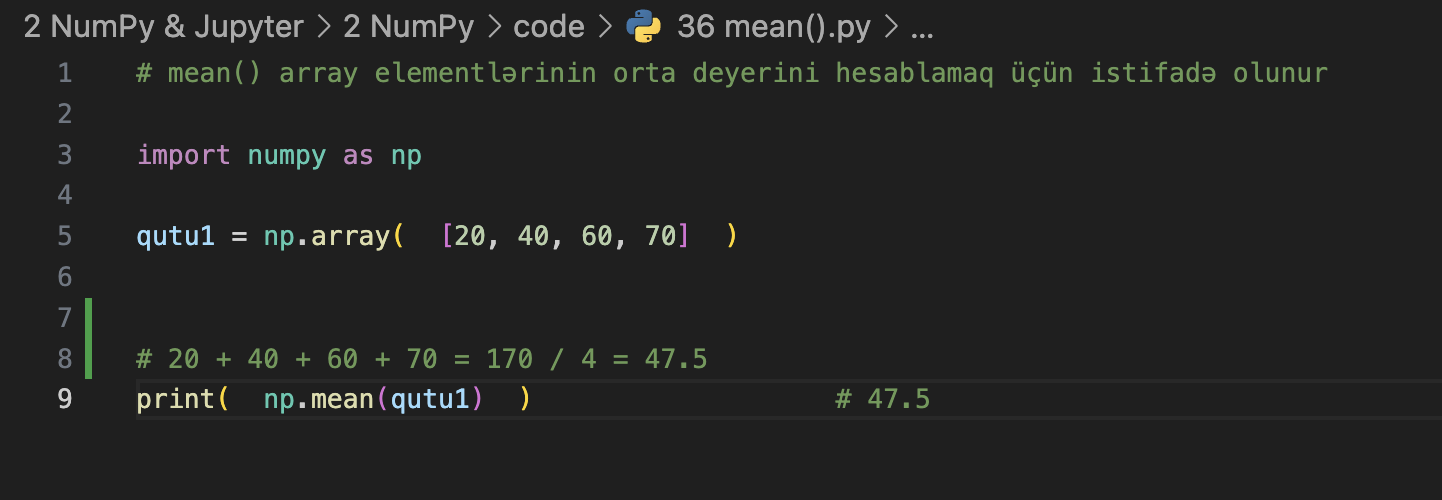 2 NumPy & Jupyter > 2 NumPy > code > 36 mean().py > ...
1 # mean() array elementlərinin orta deyerini hesablamaq üçün istifadə olunur
2
3 import numpy as np
4
5 qutu1 = np.array(  [20, 40, 60, 70]  )
6
7
8 # 20 + 40 + 60 + 70 = 170 / 4 = 47.5
9 print(  np.mean(qutu1)  ) # 47.5